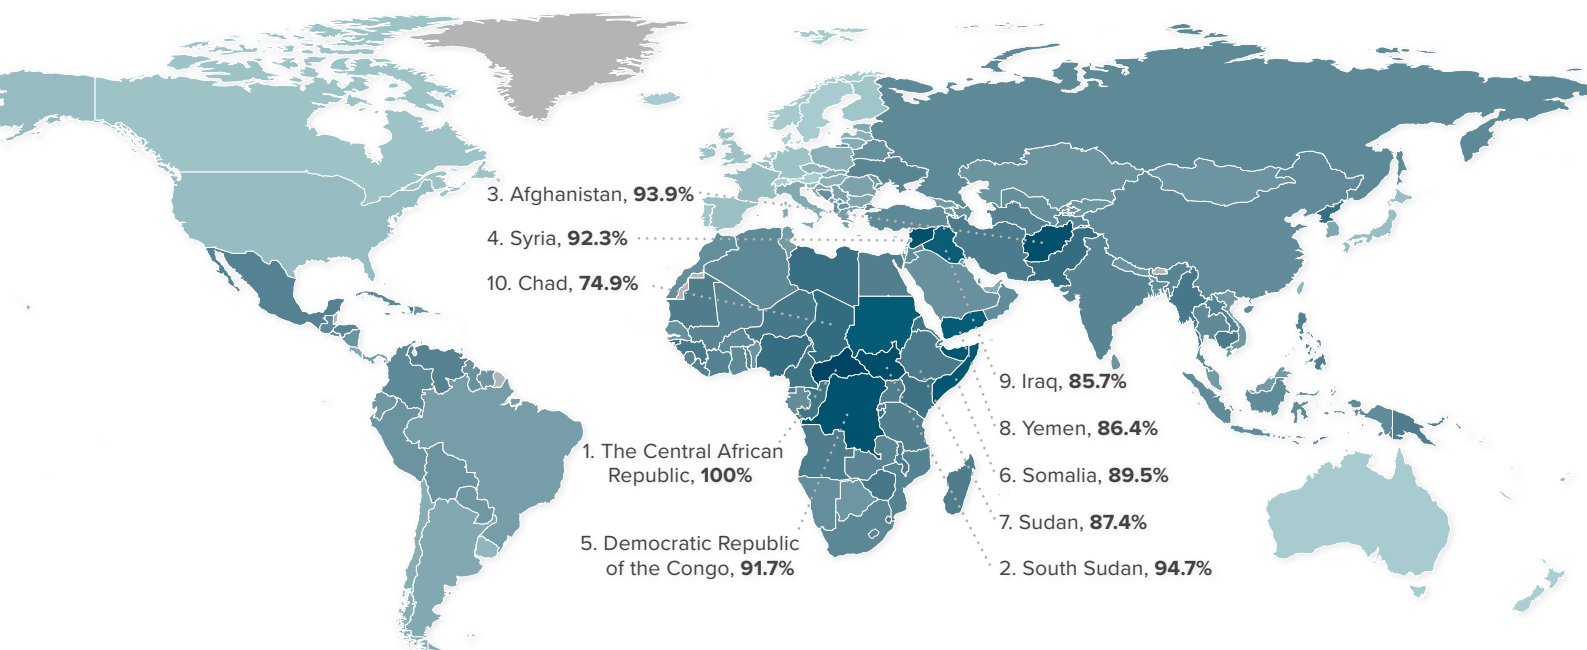 3. Afghanistan, 93.9%
4. Syria, 92.3%
10. Chad, 74.9%
1. The Central African
Republic, 100%
5. Democratic Republic
of the Congo, 91.7%
9. Iraq, 85.7%
8. Yemen, 86.4%
6. Somalia, 89.5%
7. Sudan, 87.4%
2. South Sudan, 94.7%